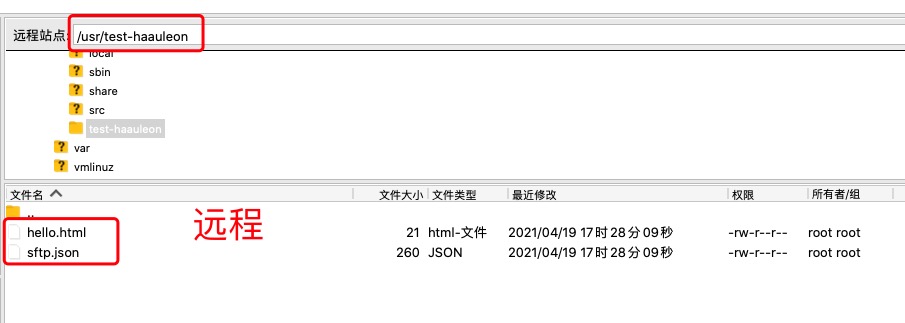 远程站点: /usr/test-haauleon
local
sbin
share
src
test-haauleon
var
vmlinuz
文件名 文件大小 文件类型 最近修改 权限 所有者/组
..
远程
hello.html 21 html-文件 2021/04/19 17时28分09秒 -rw-r--r-- root root
sftp.json 260 JSON 2021/04/19 17时28分09秒 -rw-r--r-- root root